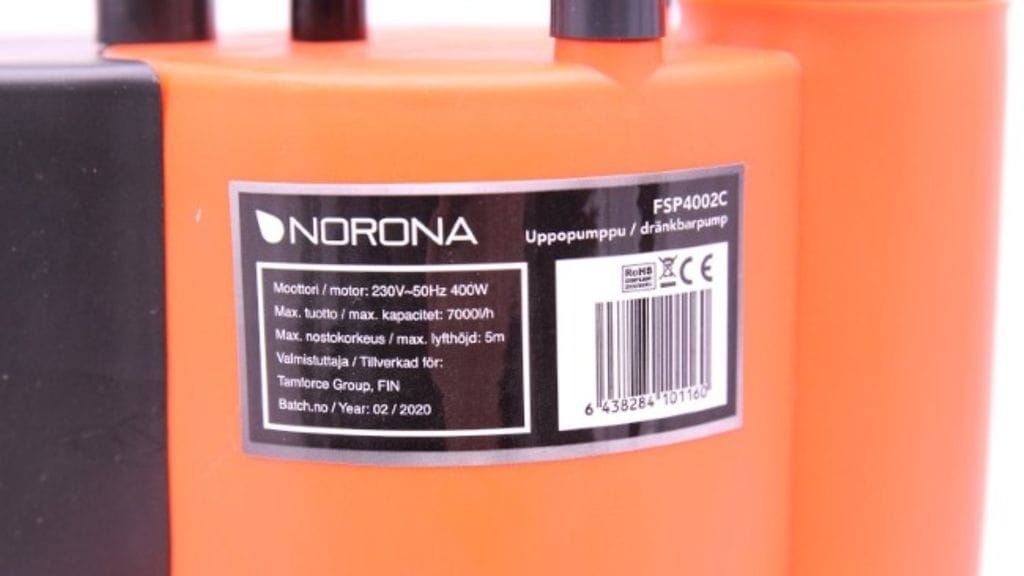 NORONA
FSP4002C
Uppopumppu / dränkbarpump
Moottori / motor: 230V~50Hz 400W
Max. tuotto / max. kapacitet: 7000l/h
Max. nostokorkeus / max. lyfthöjd: 5m
Valmistuttaja / Tillverkad för:
Tamforce Group, FIN
Batch.no / Year: 02 / 2020
RoHS
CE
6 438284 101160